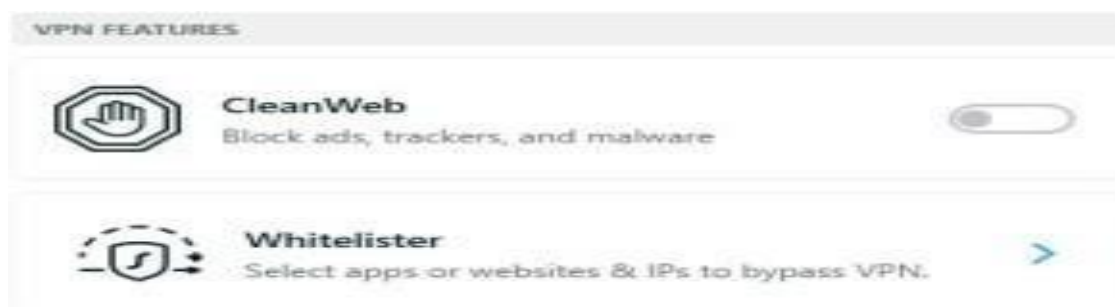 VPN FEATURES
CleanWeb
Block ads, trackers, and malware
Whitelister
Select apps or websites & IPs to bypass VPN.